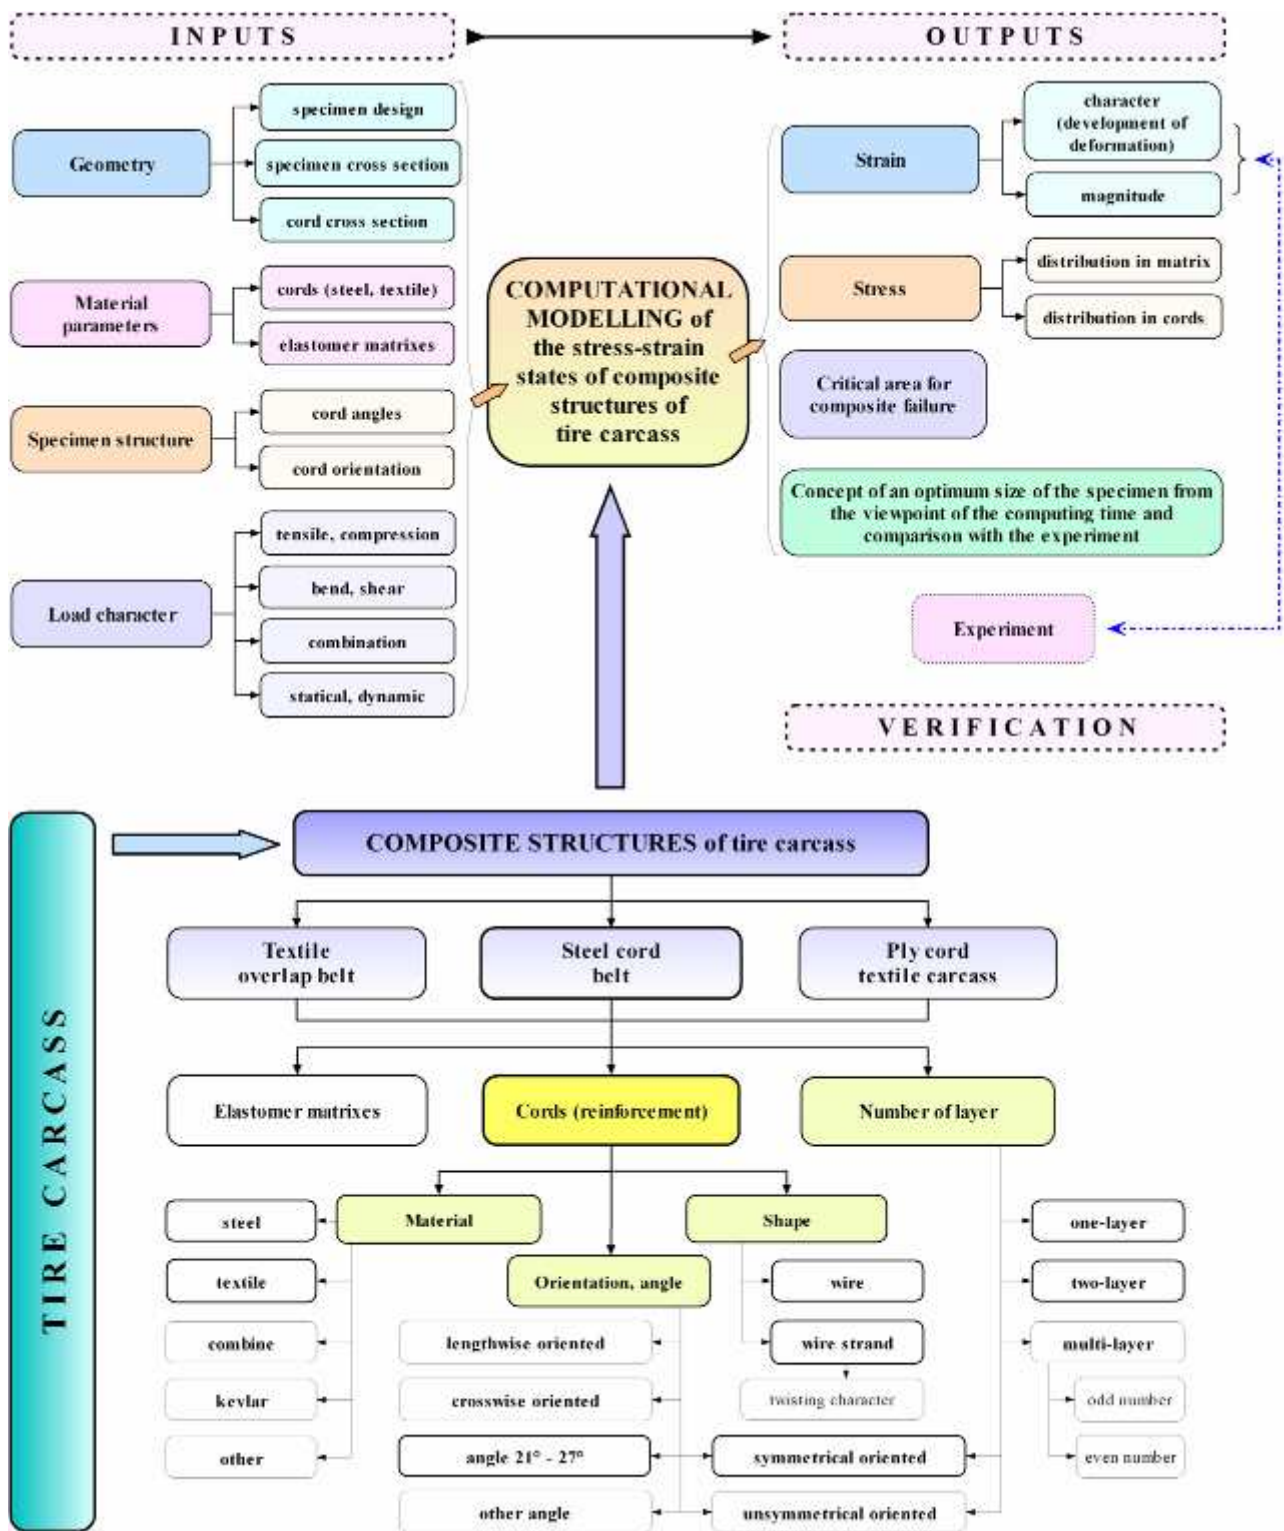 INPUTS
OUTPUTS
Geometry
specimen design
specimen cross section
cord cross section
Material
parameters
cords (steel, textile)
elastomer matrixes
Specimen structure
cord angles
cord orientation
Load character
tensile, compression
bend, shear
combination
statical, dynamic
COMPUTATIONAL
MODELLING of
the stress-strain
states of composite
structures of
tire carcass
Strain
character
(development of
deformation)
magnitude
Stress
distribution in matrix
distribution in cords
Critical area for
composite failure
Concept of an optimum size of the specimen from
the viewpoint of the computing time and
comparison with the experiment
Experiment
VERIFICATION
TIRE CARCASS
COMPOSITE STRUCTURES of tire carcass
Textile
overlap belt
Steel cord
belt
Ply cord
textile carcass
Elastomer matrixes
Cords (reinforcement)
Number of layer
Material
steel
textile
combine
kevlar
other
Orientation, angle
lengthwise oriented
crosswise oriented
angle 21° - 27°
other angle
Shape
wire
wire strand
twisting character
symmetrical oriented
unsymmetrical oriented
one-layer
two-layer
multi-layer
odd number
even number